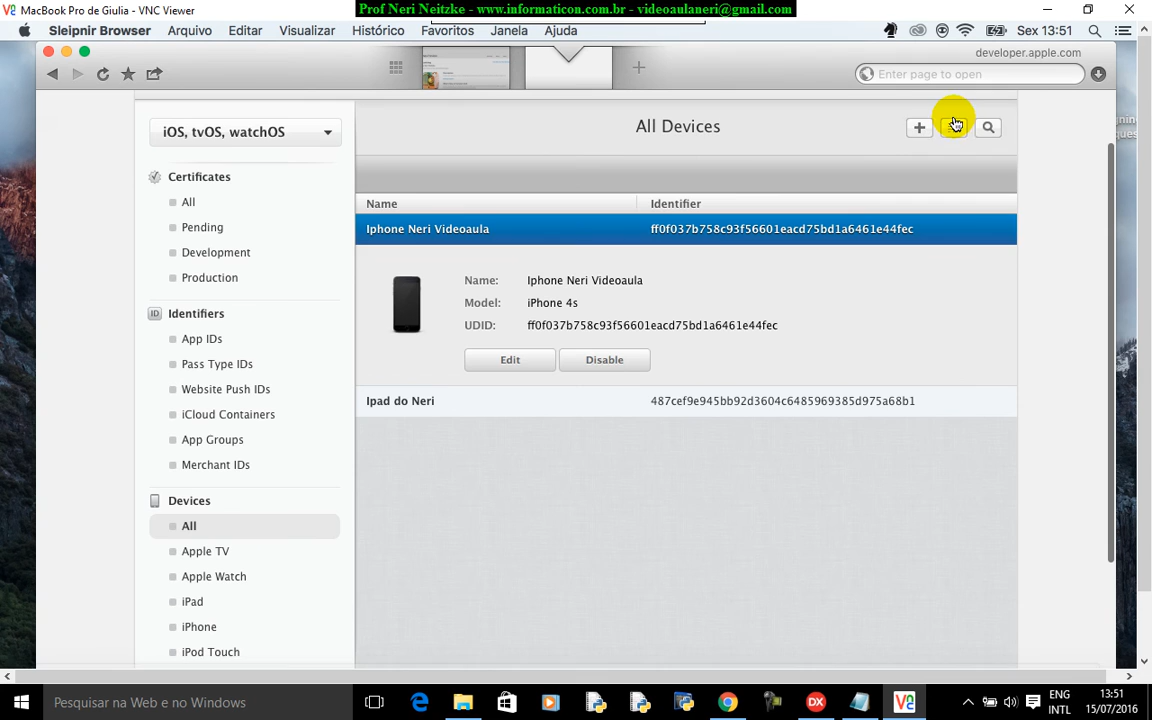 MacBook Pro de Giulia - VNC Viewer
Prof Neri Neitzke - www.informaticon.com.br - videoaulaneri@gmail.com
Sleipnir Browser Arquivo Editar Visualizar Histórico Favoritos Janela Ajuda Sex 13:51
developer.apple.com
Enter page to open
iOS, tvOS, watchOS
All Devices
Certificates
All
Pending
Development
Production
Identifiers
App IDs
Pass Type IDs
Website Push IDs
iCloud Containers
App Groups
Merchant IDs
Devices
All
Apple TV
Apple Watch
iPad
iPhone
iPod Touch
Name Identifier
Iphone Neri Videoaula ff0f037b758c93f56601eacd75bd1a6461e44fec
Name: Iphone Neri Videoaula
Model: iPhone 4s
UDID: ff0f037b758c93f56601eacd75bd1a6461e44fec
Edit Disable
Ipad do Neri 487cef9e945bb92d3604c6485969385d975a68b1
Pesquisar na Web e no Windows
ENG
INTL
13:51
15/07/2016